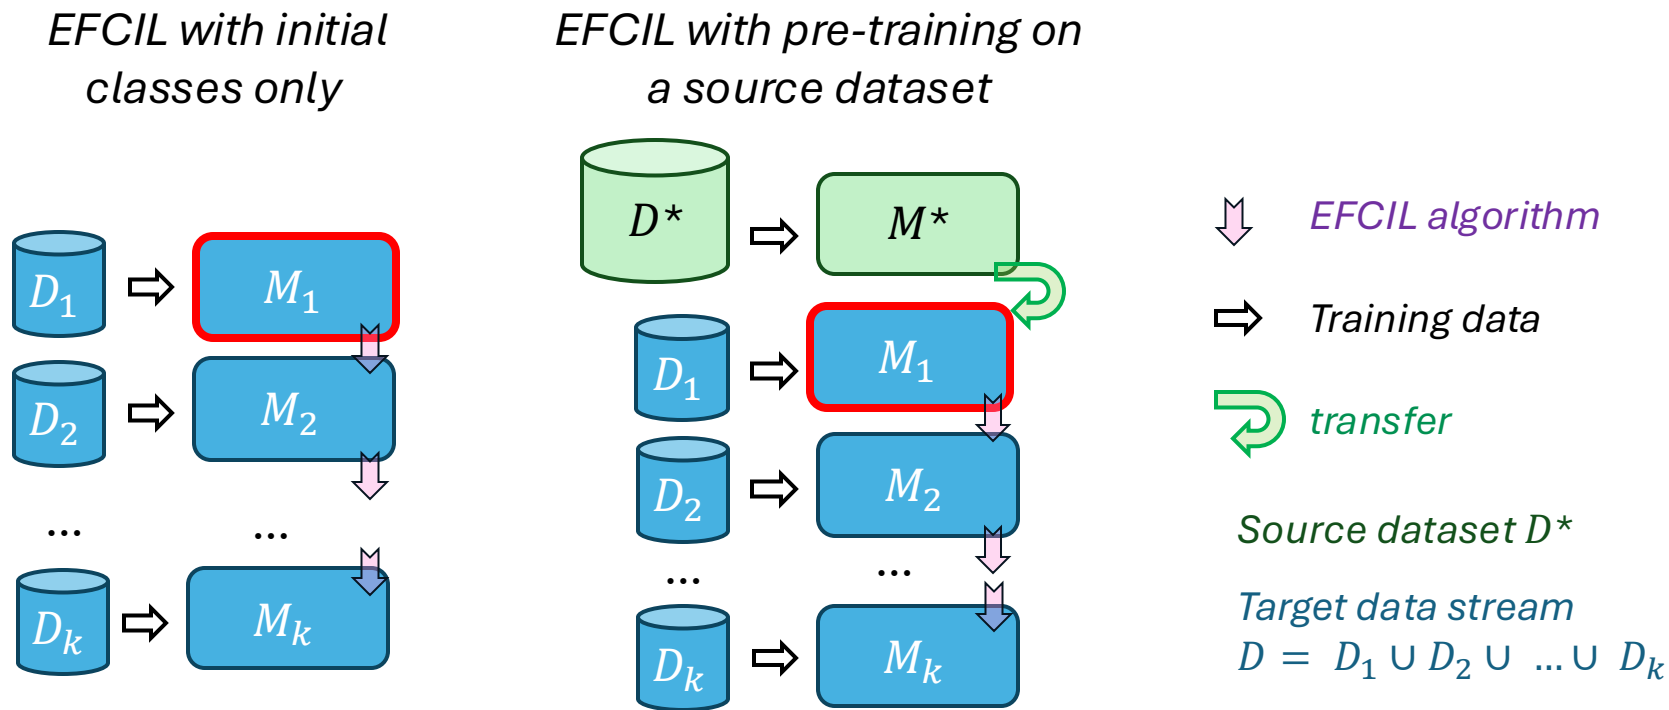 EFCIL with initial
classes only
D₁
M₁
D₂
M₂
... ...
Dₖ
Mₖ
EFCIL with pre-training on
a source dataset
D*
M*
D₁
M₁
D₂
M₂
... ...
Dₖ
Mₖ
EFCIL algorithm
Training data
transfer
Source dataset D*
Target data stream
D = D₁ ∪ D₂ ∪ ... ∪ Dₖ